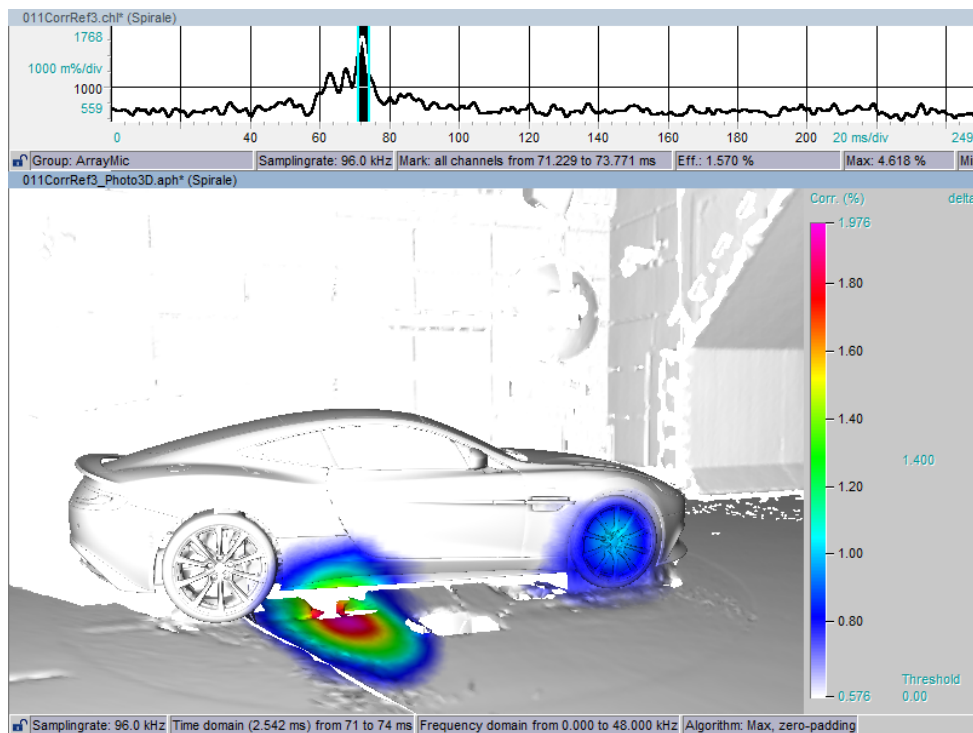 011CorrRef3.chl* (Spirale)
1768
1000 m%/div
1000
559
0 40 60 80 100 120 140 160 180 200 20 ms/div 249
Group: ArrayMic Samplingrate: 96.0 kHz Mark: all channels from 71.229 to 73.771 ms Eff.: 1.570 % Max: 4.618 % Mi
011CorrRef3_Photo3D.aph* (Spirale)
Corr. (%) delta
1.976
1.80
1.60
1.40
1.400
1.20
1.00
0.80
Threshold
0.576 0.00
Samplingrate: 96.0 kHz Time domain (2.542 ms) from 71 to 74 ms Frequency domain from 0.000 to 48.000 kHz Algorithm: Max, zero-padding